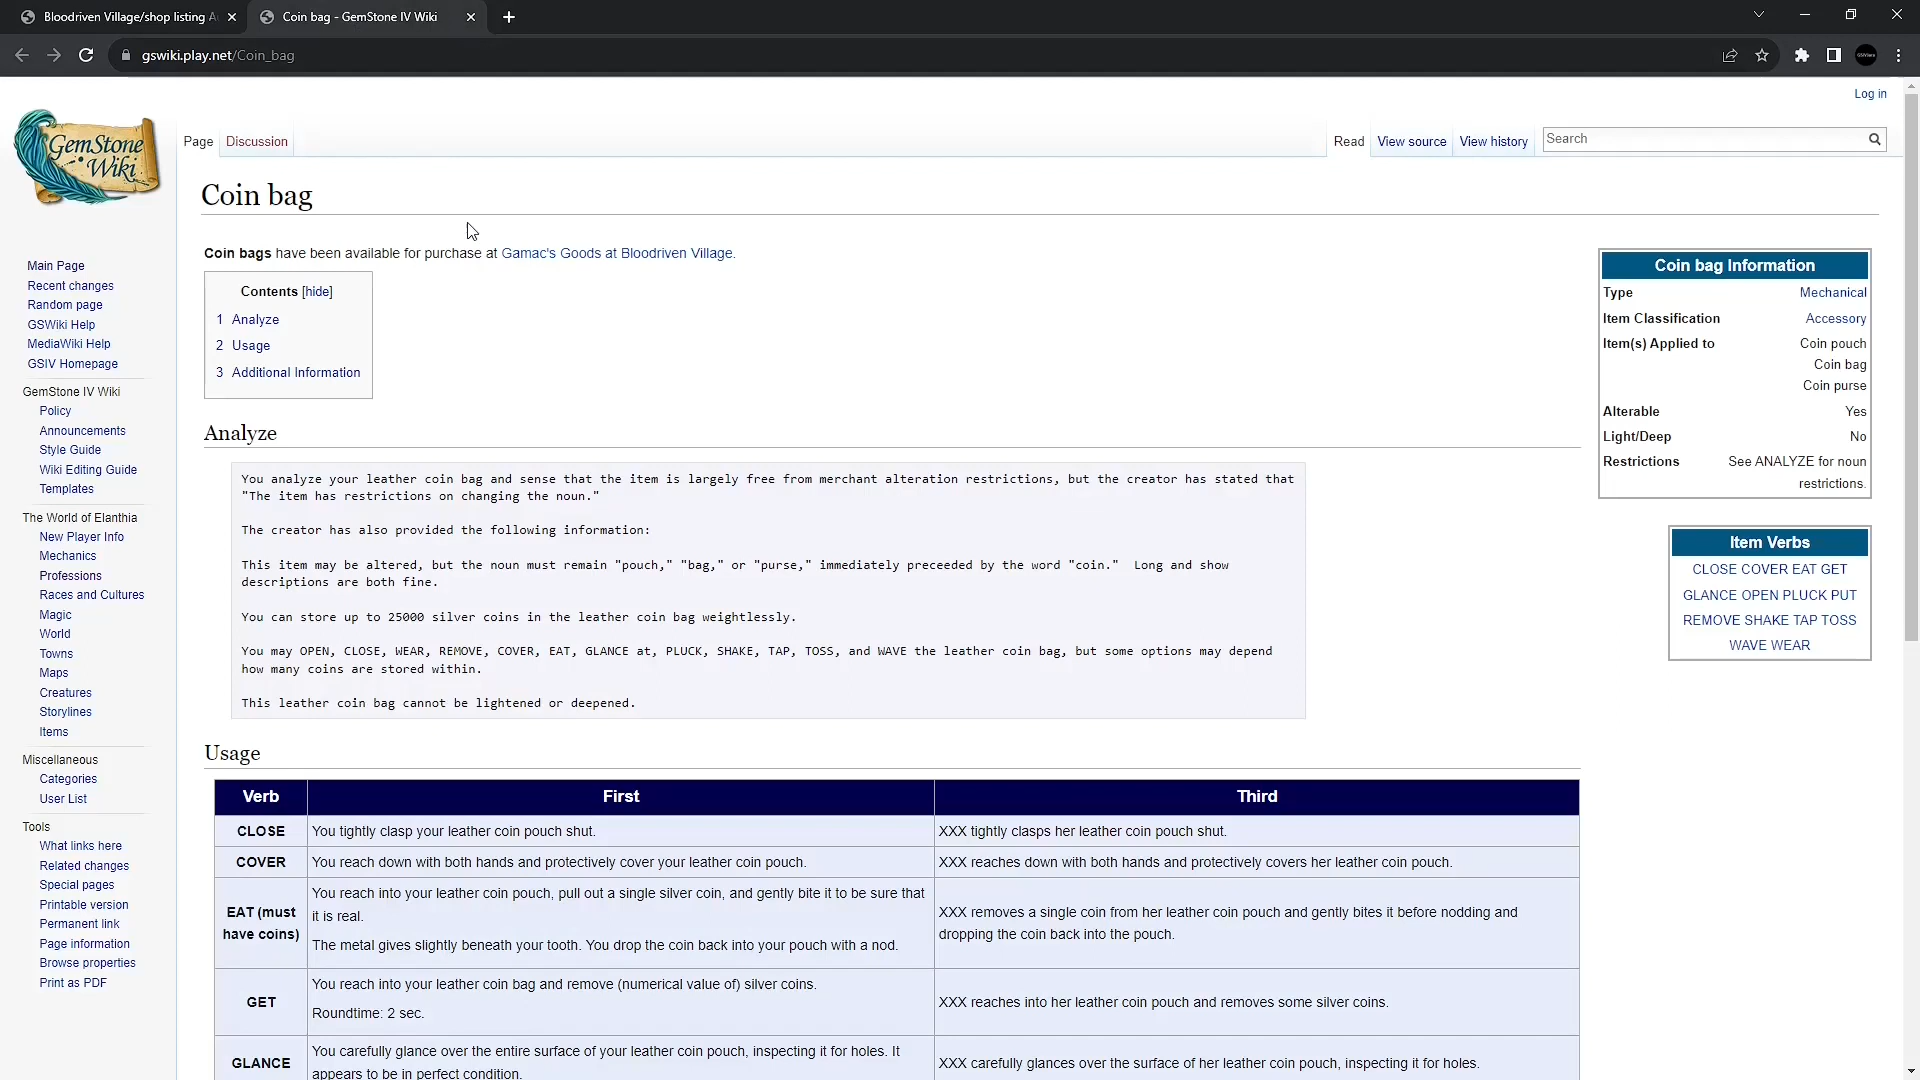 Bloodriven Village/shop listing
Coin bag - GemStone IV Wiki
gswiki.play.net/Coin_bag
Log in
GemStone
Wiki
Page
Discussion
Read
View source
View history
Search
Coin bag
Coin bags have been available for purchase at Gamac's Goods at Bloodriven Village.
Contents [hide]
1 Analyze
2 Usage
3 Additional Information
Analyze
You analyze your leather coin bag and sense that the item is largely free from merchant alteration restrictions, but the creator has stated that
"The item has restrictions on changing the noun."
The creator has also provided the following information:
This item may be altered, but the noun must remain "pouch," "bag," or "purse," immediately preceeded by the word "coin." Long and show
descriptions are both fine.
You can store up to 25000 silver coins in the leather coin bag weightlessly.
You may OPEN, CLOSE, WEAR, REMOVE, COVER, EAT, GLANCE at, PLUCK, SHAKE, TAP, TOSS, and WAVE the leather coin bag, but some options may depend
how many coins are stored within.
This leather coin bag cannot be lightened or deepened.
Usage
Verb First Third
CLOSE You tightly clasp your leather coin pouch shut. XXX tightly clasps her leather coin pouch shut.
COVER You reach down with both hands and protectively cover your leather coin pouch. XXX reaches down with both hands and protectively covers her leather coin pouch.
EAT (must
have coins)
You reach into your leather coin pouch, pull out a single silver coin, and gently bite it to be sure that
it is real.
The metal gives slightly beneath your tooth. You drop the coin back into your pouch with a nod.
XXX removes a single coin from her leather coin pouch and gently bites it before nodding and
dropping the coin back into the pouch.
GET
You reach into your leather coin bag and remove (numerical value of) silver coins.
Roundtime: 2 sec.
XXX reaches into her leather coin pouch and removes some silver coins.
GLANCE
You carefully glance over the entire surface of your leather coin pouch, inspecting it for holes. It
appears to be in perfect condition.
XXX carefully glances over the surface of her leather coin pouch, inspecting it for holes.
Coin bag Information
Type Mechanical
Item Classification Accessory
Item(s) Applied to Coin pouch
Coin bag
Coin purse
Alterable Yes
Light/Deep No
Restrictions See ANALYZE for noun
restrictions.
Item Verbs
CLOSE COVER EAT GET
GLANCE OPEN PLUCK PUT
REMOVE SHAKE TAP TOSS
WAVE WEAR
Main Page
Recent changes
Random page
GSWiki Help
MediaWiki Help
GSIV Homepage
GemStone IV Wiki
Policy
Announcements
Style Guide
Wiki Editing Guide
Templates
The World of Elanthia
New Player Info
Mechanics
Professions
Races and Cultures
Magic
World
Towns
Maps
Creatures
Storylines
Items
Miscellaneous
Categories
User List
Tools
What links here
Related changes
Special pages
Printable version
Permanent link
Page information
Browse properties
Print as PDF